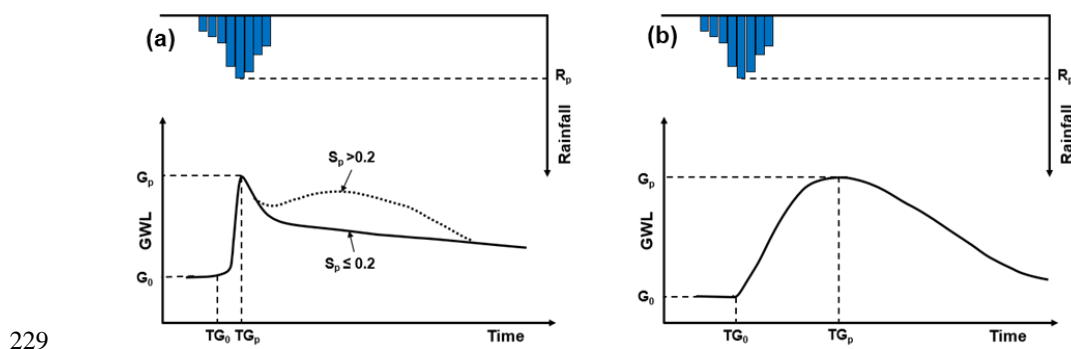 (a)
R_p
Rainfall
S_p >0.2
G_p
GWL
S_p ≤ 0.2
G_0
TG_0 TG_p
Time
(b)
R_p
Rainfall
G_p
GWL
G_0
TG_0
TG_p
Time
229